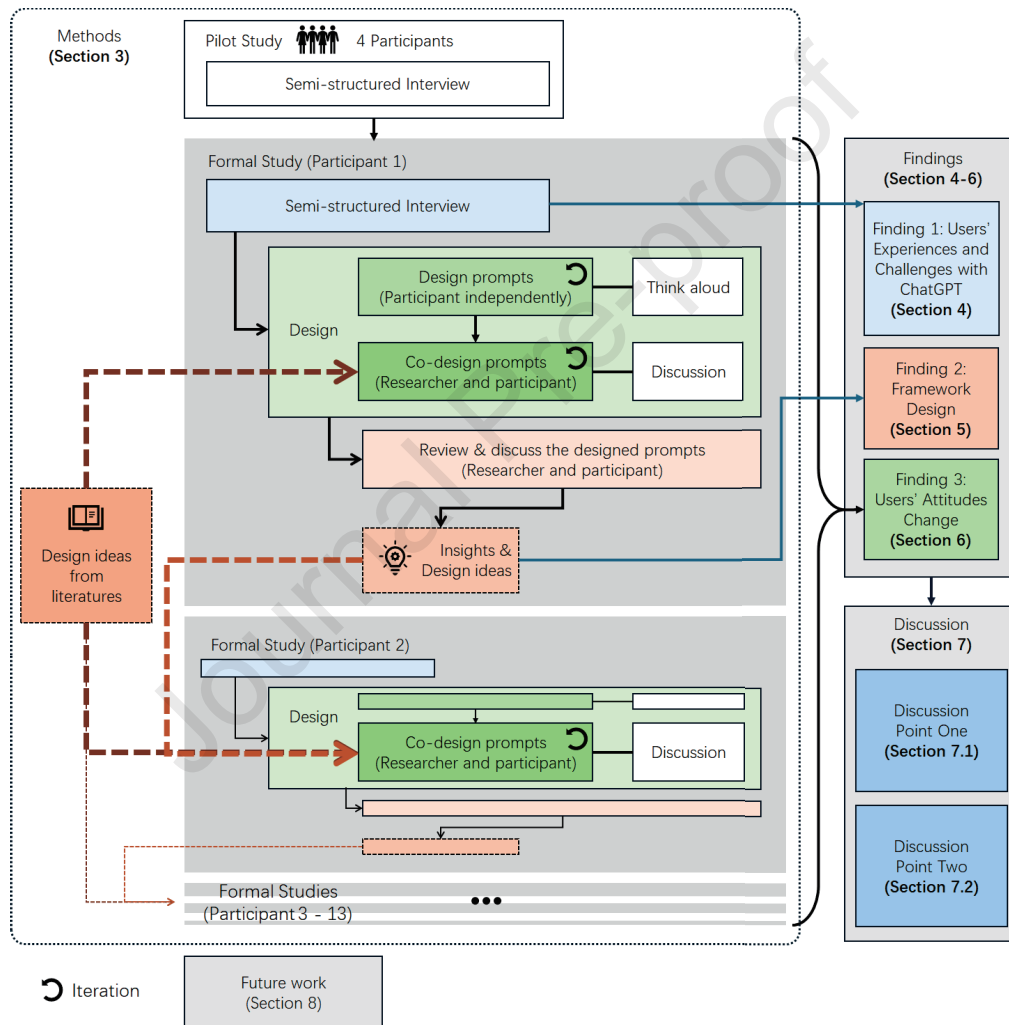 Methods
(Section 3)
Pilot Study
4 Participants
Semi-structured Interview
Formal Study (Participant 1)
Semi-structured Interview
Design
Design prompts
(Participant independently)
Think aloud
Co-design prompts
(Researcher and participant)
Discussion
Review & discuss the designed prompts
(Researcher and participant)
Insights &
Design ideas
Design ideas
from
literatures
Formal Study (Participant 2)
Design
Co-design prompts
(Researcher and participant)
Discussion
Formal Studies
(Participant 3 - 13)
•••
Findings
(Section 4-6)
Finding 1: Users'
Experiences and
Challenges with
ChatGPT
(Section 4)
Finding 2:
Framework
Design
(Section 5)
Finding 3:
Users' Attitudes
Change
(Section 6)
Discussion
(Section 7)
Discussion
Point One
(Section 7.1)
Discussion
Point Two
(Section 7.2)
Iteration
Future work
(Section 8)
Journal Pre-proof